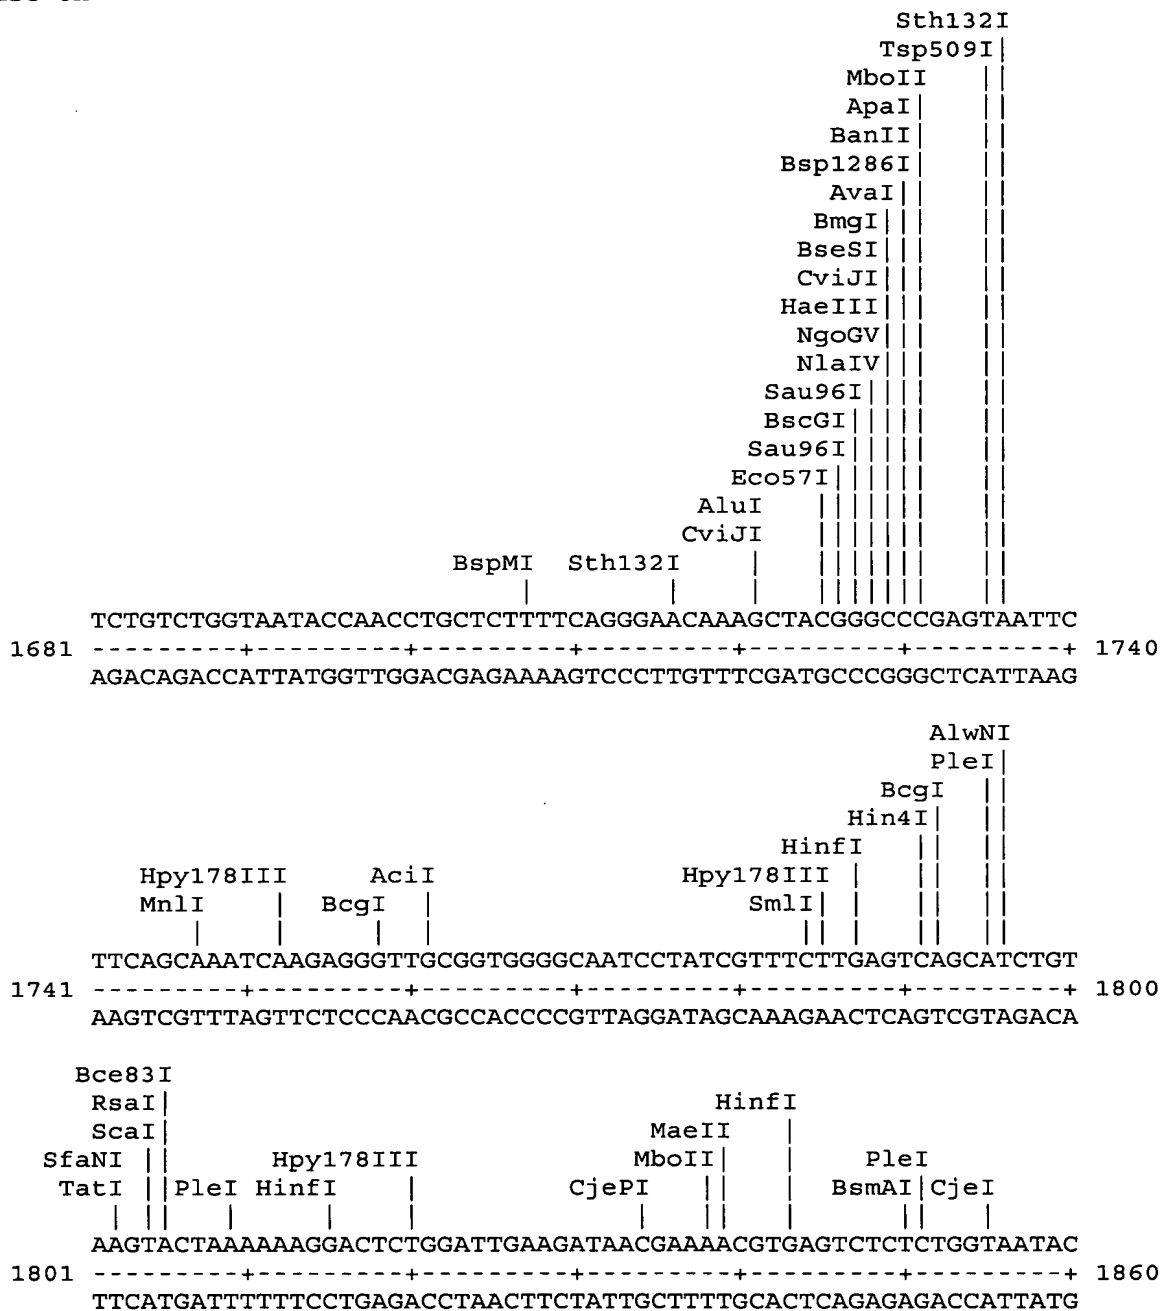 Sth132I
Tsp509I|
MboII ||
ApaI| ||
BanII| ||
Bsp1286I| ||
AvaI|| ||
BmgI||| ||
BseSI||| ||
CviJI||| ||
HaeIII||| ||
NgoGV||| ||
NlaIV||| ||
Sau96I|||| ||
BscGI||||| ||
Sau96I||||| ||
Eco57I|||||| ||
AluI ||||||| ||
CviJI ||||||| ||
BspMI Sth132I | ||||||| ||
TCTGTCTGGTAATACCAACCTGCTCTTTTCAGGGAACAAAGCTACGGGCCCGAGTAATTC
1681 ---------+---------+---------+---------+---------+---------+ 1740
AGACAGACCATTATGGTTGGACGAGAAAAGTCCCTTGTTTCGATGCCCGGGCTCATTAAG
AlwNI
PleI|
BcgI ||
Hin4I| ||
HinfI || ||
Hpy178III AciI Hpy178III | || ||
MnlI | BcgI | SmlI| | || ||
TTCAGCAAATCAAGAGGGTTGCGGTGGGGCAATCCTATCGTTTCTTGAGTCAGCATCTGT
1741 ---------+---------+---------+---------+---------+---------+ 1800
AAGTCGTTTAGTTCTCCCAACGCCACCCCGTTAGGATAGCAAAGAACTCAGTCGTAGACA
Bce83I
RsaI| HinfI
ScaI| MaeII |
SfaNI || Hpy178III MboII| | PleI
TatI ||PleI HinfI | CjePI || | BsmAI|CjeI
AAGTACTAAAAAAGGACTCTGGATTGAAGATAACGAAAACGTGAGTCTCTCTGGTAATAC
1801 ---------+---------+---------+---------+---------+---------+ 1860
TTCATGATTTTTTCCTGAGACCTAACTTCTATTGCTTTTGCACTCAGAGAGACCATTATG